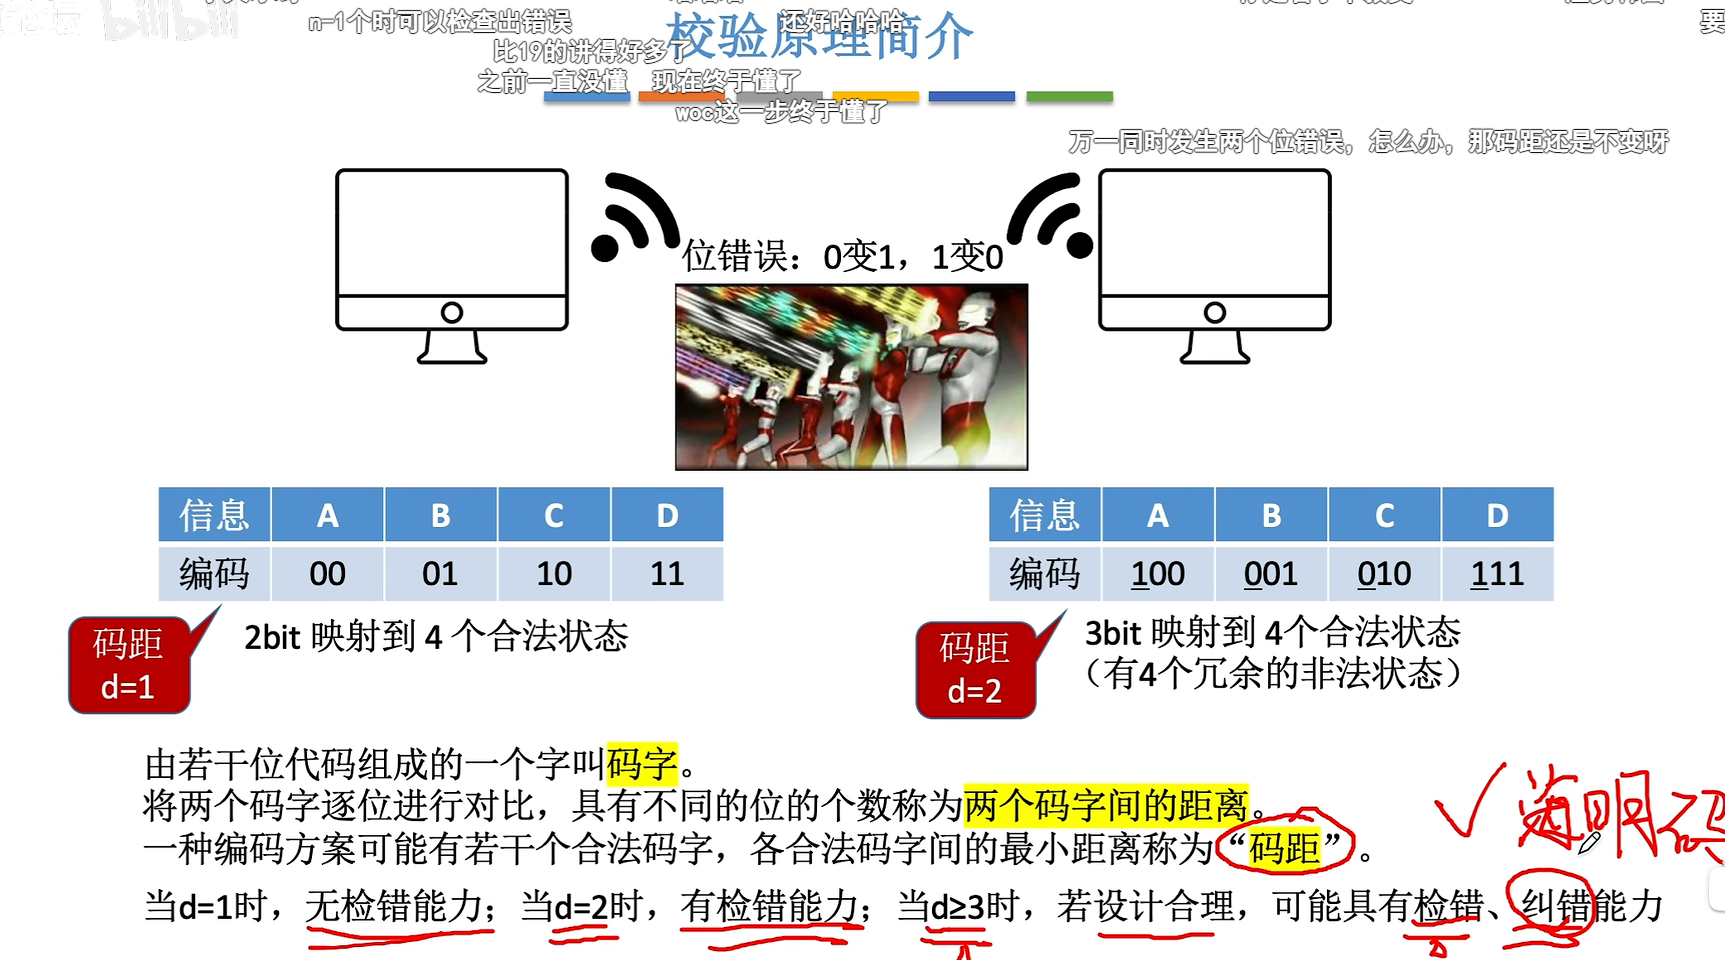 bilibili
n-1个时可以检查出错误
还好哈哈哈
要
校验原理简介
比19的讲得好多了
之前一直没懂 现在终于懂了
woc这一步终于懂了
万一同时发生两个位错误，怎么办，那码距还是不变呀
位错误：0变1，1变0
信息 A B C D
编码 00 01 10 11
信息 A B C D
编码 100 001 010 111
码距
d=1
2bit 映射到 4 个合法状态
码距
d=2
3bit 映射到 4个合法状态
（有4个冗余的非法状态）
由若干位代码组成的一个字叫码字。
将两个码字逐位进行对比，具有不同的位的个数称为两个码字间的距离。
一种编码方案可能有若干个合法码字，各合法码字间的最小距离称为“码距”。
海明码
当d=1时，无检错能力；当d=2时，有检错能力；当d≥3时，若设计合理，可能具有检错、纠错能力